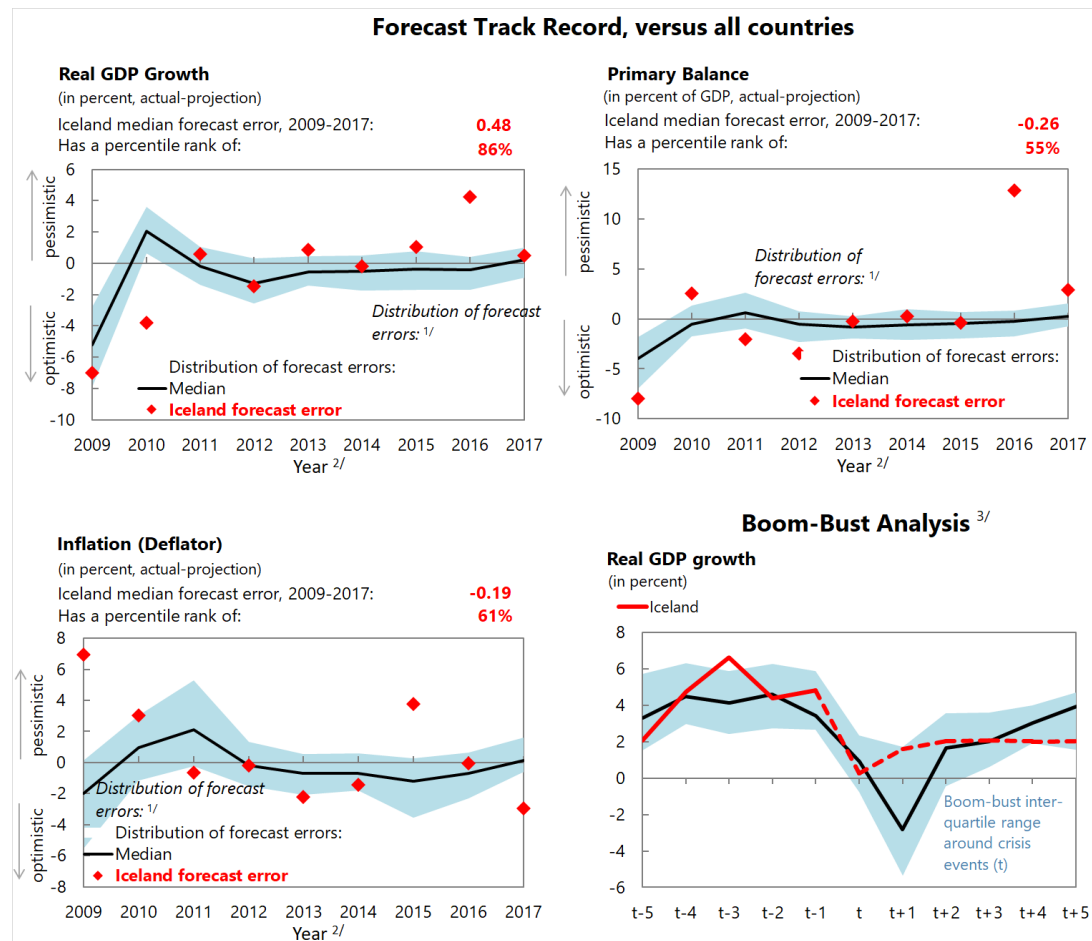 Forecast Track Record, versus all countries
Real GDP Growth
(in percent, actual-projection)
Iceland median forecast error, 2009-2017: 0.48
Has a percentile rank of: 86%
pessimistic
optimistic
6
4
2
0
-2
-4
-6
-8
-10
Distribution of forecast
errors: 1/
Distribution of forecast errors:
Median
Iceland forecast error
2009 2010 2011 2012 2013 2014 2015 2016 2017
Year 2/
Primary Balance
(in percent of GDP, actual-projection)
Iceland median forecast error, 2009-2017: -0.26
Has a percentile rank of: 55%
pessimistic
optimistic
15
10
5
0
-5
-10
Distribution of
forecast errors: 1/
Distribution of forecast errors:
Median
Iceland forecast error
2009 2010 2011 2012 2013 2014 2015 2016 2017
Year 2/
Inflation (Deflator)
(in percent, actual-projection)
Iceland median forecast error, 2009-2017: -0.19
Has a percentile rank of: 61%
pessimistic
optimistic
8
6
4
2
0
-2
-4
-6
-8
Distribution of forecast
errors: 1/
Distribution of forecast errors:
Median
Iceland forecast error
2009 2010 2011 2012 2013 2014 2015 2016 2017
Year 2/
Boom-Bust Analysis 3/
Real GDP growth
(in percent)
Iceland
8
6
4
2
0
-2
-4
-6
Boom-bust inter-
quartile range
around crisis
events (t)
t-5 t-4 t-3 t-2 t-1 t t+1 t+2 t+3 t+4 t+5